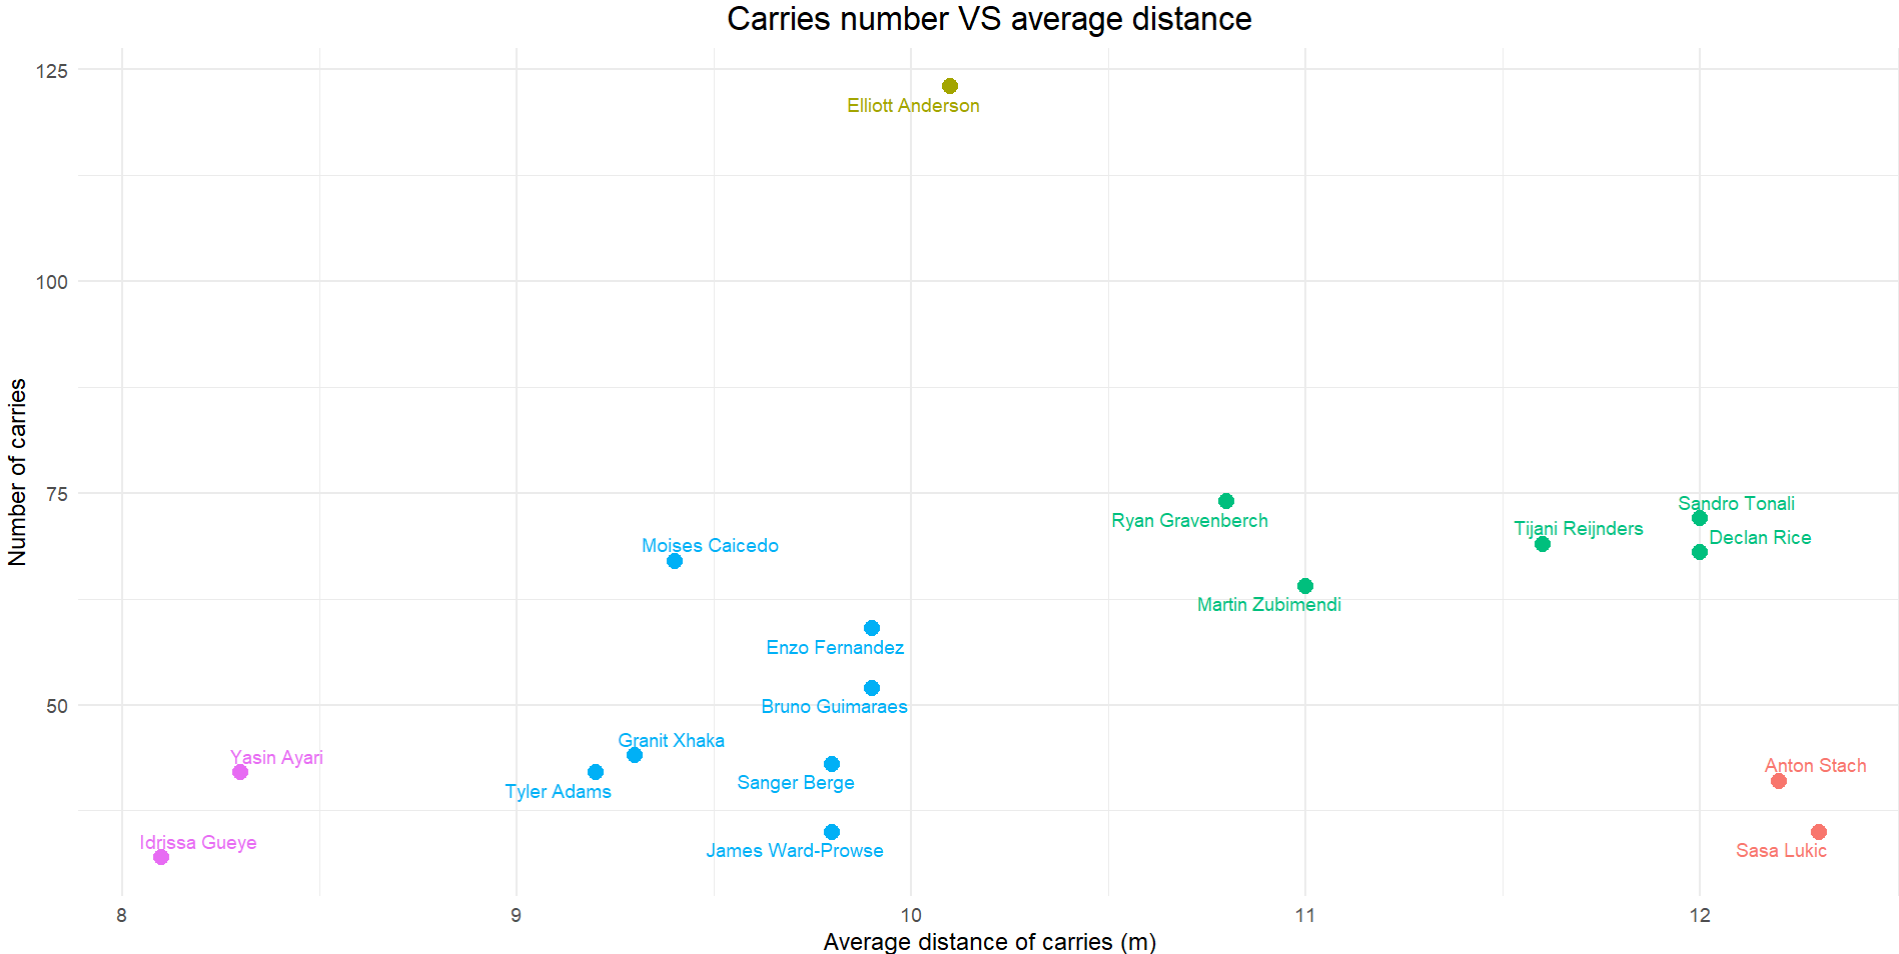 Carries number VS average distance
125
Elliott Anderson
100
Number of carries
75
Sandro Tonali
Ryan Gravenberch
Tijani Reijnders
Declan Rice
Moises Caicedo
Martin Zubimendi
Enzo Fernandez
50
Bruno Guimaraes
Granit Xhaka
Yasin Ayari
Anton Stach
Sanger Berge
Tyler Adams
Idrissa Gueye
James Ward-Prowse
Sasa Lukic
8
9
10
11
12
Average distance of carries (m)